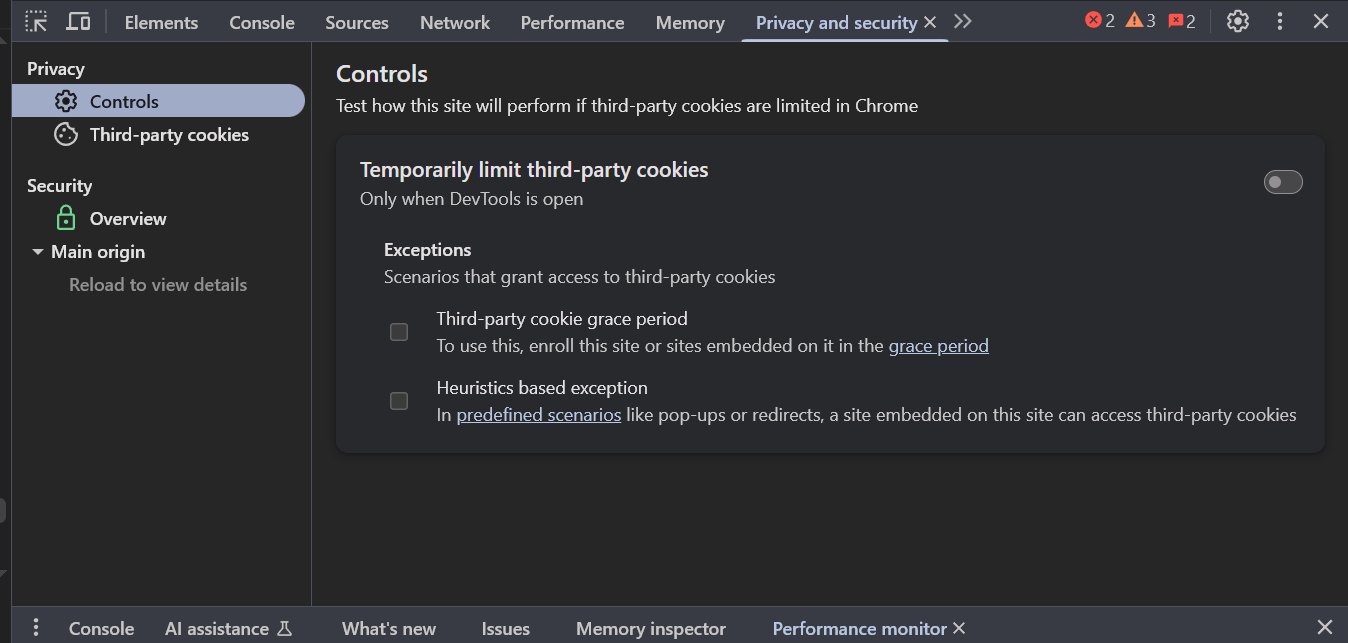 Elements Console Sources Network Performance Memory Privacy and security 2 3 2
Privacy
Controls
Third-party cookies
Security
Overview
Main origin
Reload to view details
Controls
Test how this site will perform if third-party cookies are limited in Chrome
Temporarily limit third-party cookies
Only when DevTools is open
Exceptions
Scenarios that grant access to third-party cookies
Third-party cookie grace period
To use this, enroll this site or sites embedded on it in the grace period
Heuristics based exception
In predefined scenarios like pop-ups or redirects, a site embedded on this site can access third-party cookies
Console AI assistance What's new Issues Memory inspector Performance monitor